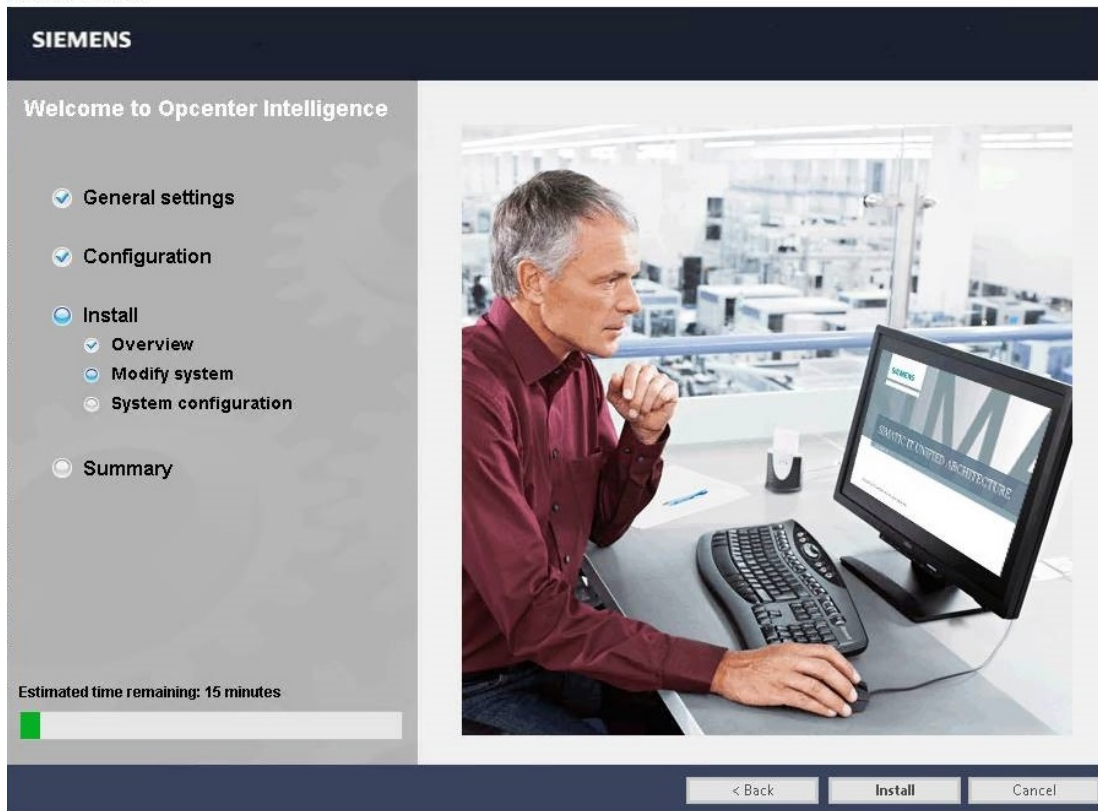 SIEMENS
Welcome to Opcenter Intelligence
General settings
Configuration
Install
Overview
Modify system
System configuration
Summary
Estimated time remaining: 15 minutes
SIEMENS
SIMATIC IT UNIFIED ARCHITECTURE
< Back
Install
Cancel